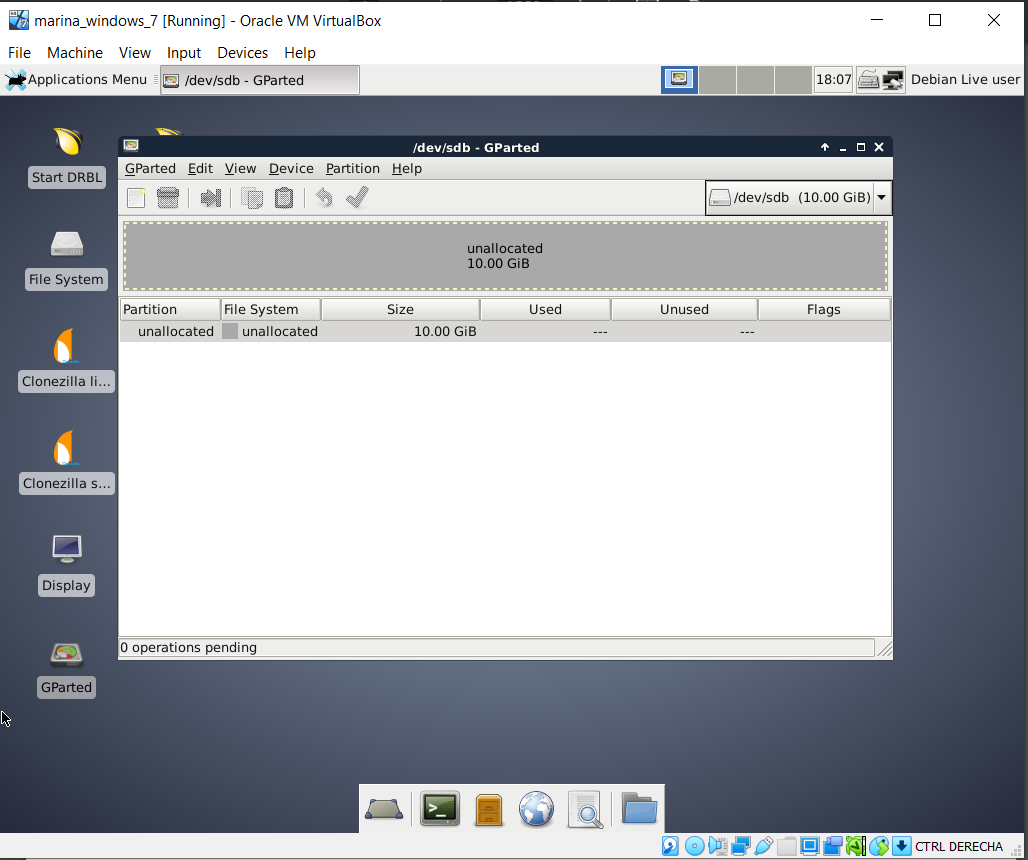 marina_windows_7 [Running] - Oracle VM VirtualBox
File Machine View Input Devices Help
Applications Menu /dev/sdb - GParted 18:07 Debian Live user
/dev/sdb - GParted
GParted Edit View Device Partition Help
/dev/sdb (10.00 GiB)
unallocated
10.00 GiB
Partition File System Size Used Unused Flags
unallocated unallocated 10.00 GiB --- ---
0 operations pending
Start DRBL
File System
Clonezilla li...
Clonezilla s...
Display
GParted
CTRL DERECHA